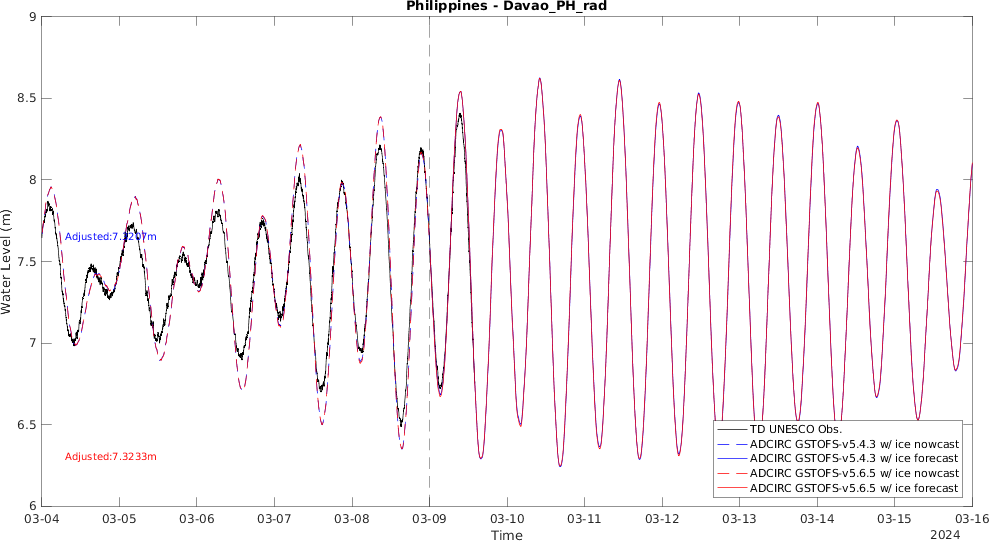 Philippines - Davao_PH_rad
Water Level (m)
9
8.5
8
7.5
7
6.5
6
Adjusted:7.3207m
Adjusted:7.3233m
TD UNESCO Obs.
ADCIRC GSTOFS-v5.4.3 w/ ice nowcast
ADCIRC GSTOFS-v5.4.3 w/ ice forecast
ADCIRC GSTOFS-v5.6.5 w/ ice nowcast
ADCIRC GSTOFS-v5.6.5 w/ ice forecast
03-04 03-05 03-06 03-07 03-08 03-09 03-10 03-11 03-12 03-13 03-14 03-15 03-16
Time
2024